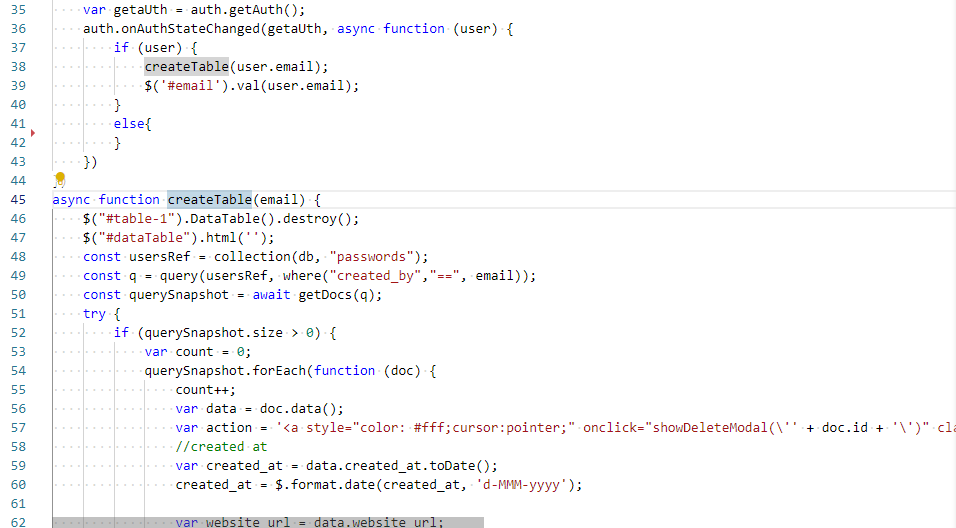 35 var getaUth = auth.getAuth();
36 auth.onAuthStateChanged(getaUth, async function (user) {
37 if (user) {
38 createTable(user.email);
39 $('#email').val(user.email);
40 }
41 else{
42 }
43 })
44 })
45 async function createTable(email) {
46 $("#table-1").DataTable().destroy();
47 $("#dataTable").html('');
48 const usersRef = collection(db, "passwords");
49 const q = query(usersRef, where("created_by","==", email));
50 const querySnapshot = await getDocs(q);
51 try {
52 if (querySnapshot.size > 0) {
53 var count = 0;
54 querySnapshot.forEach(function (doc) {
55 count++;
56 var data = doc.data();
57 var action = '<a style="color: #fff;cursor:pointer;" onclick="showDeleteModal(\'' + doc.id + '\')" cla
58 //created at
59 var created_at = data.created_at.toDate();
60 created_at = $.format.date(created_at, 'd-MMM-yyyy');
61
62 var website_url = data.website_url;